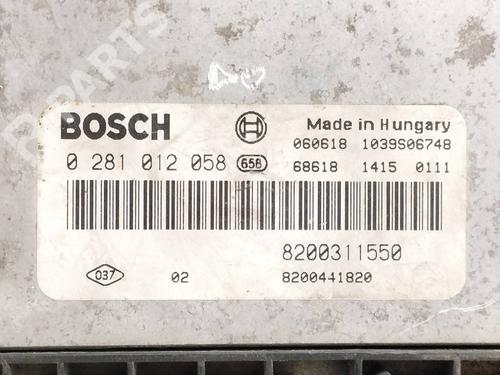 BOSCH
Made in Hungary
060618 1039S06748
0 281 012 058 658
68618 1415 0111
8200311550
037 02 8200441820